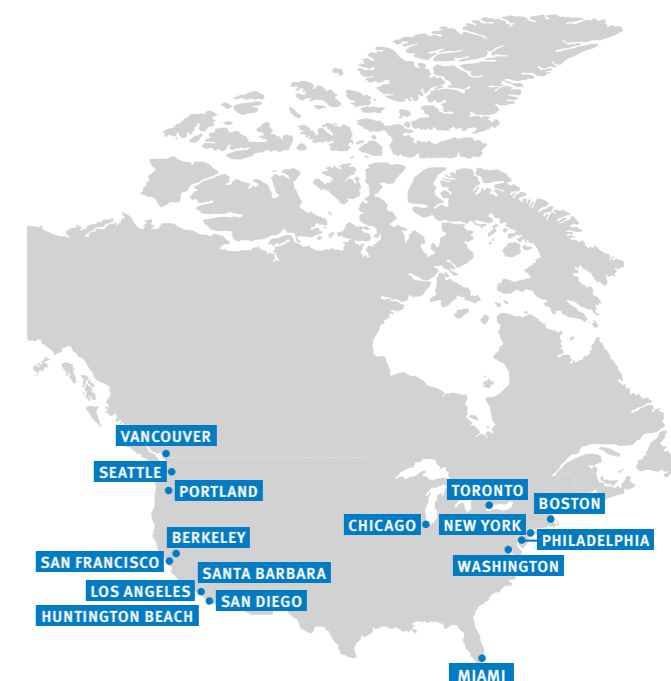 VANCOUVER
SEATTLE
PORTLAND
TORONTO
BOSTON
CHICAGO
NEW YORK
BERKELEY
PHILADELPHIA
SAN FRANCISCO
WASHINGTON
SANTA BARBARA
LOS ANGELES
SAN DIEGO
HUNTINGTON BEACH
MIAMI